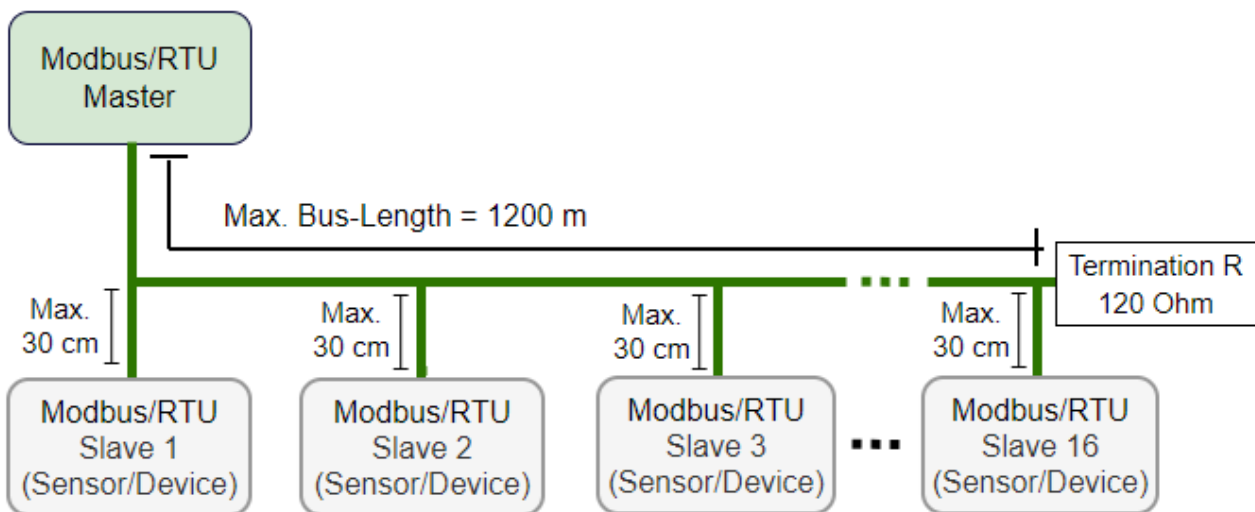 Modbus/RTU
Master
Max. Bus-Length = 1200 m
Termination R
120 Ohm
Max.
30 cm
Max.
30 cm
Max.
30 cm
Max.
30 cm
Modbus/RTU
Slave 1
(Sensor/Device)
Modbus/RTU
Slave 2
(Sensor/Device)
Modbus/RTU
Slave 3
(Sensor/Device)
Modbus/RTU
Slave 16
(Sensor/Device)